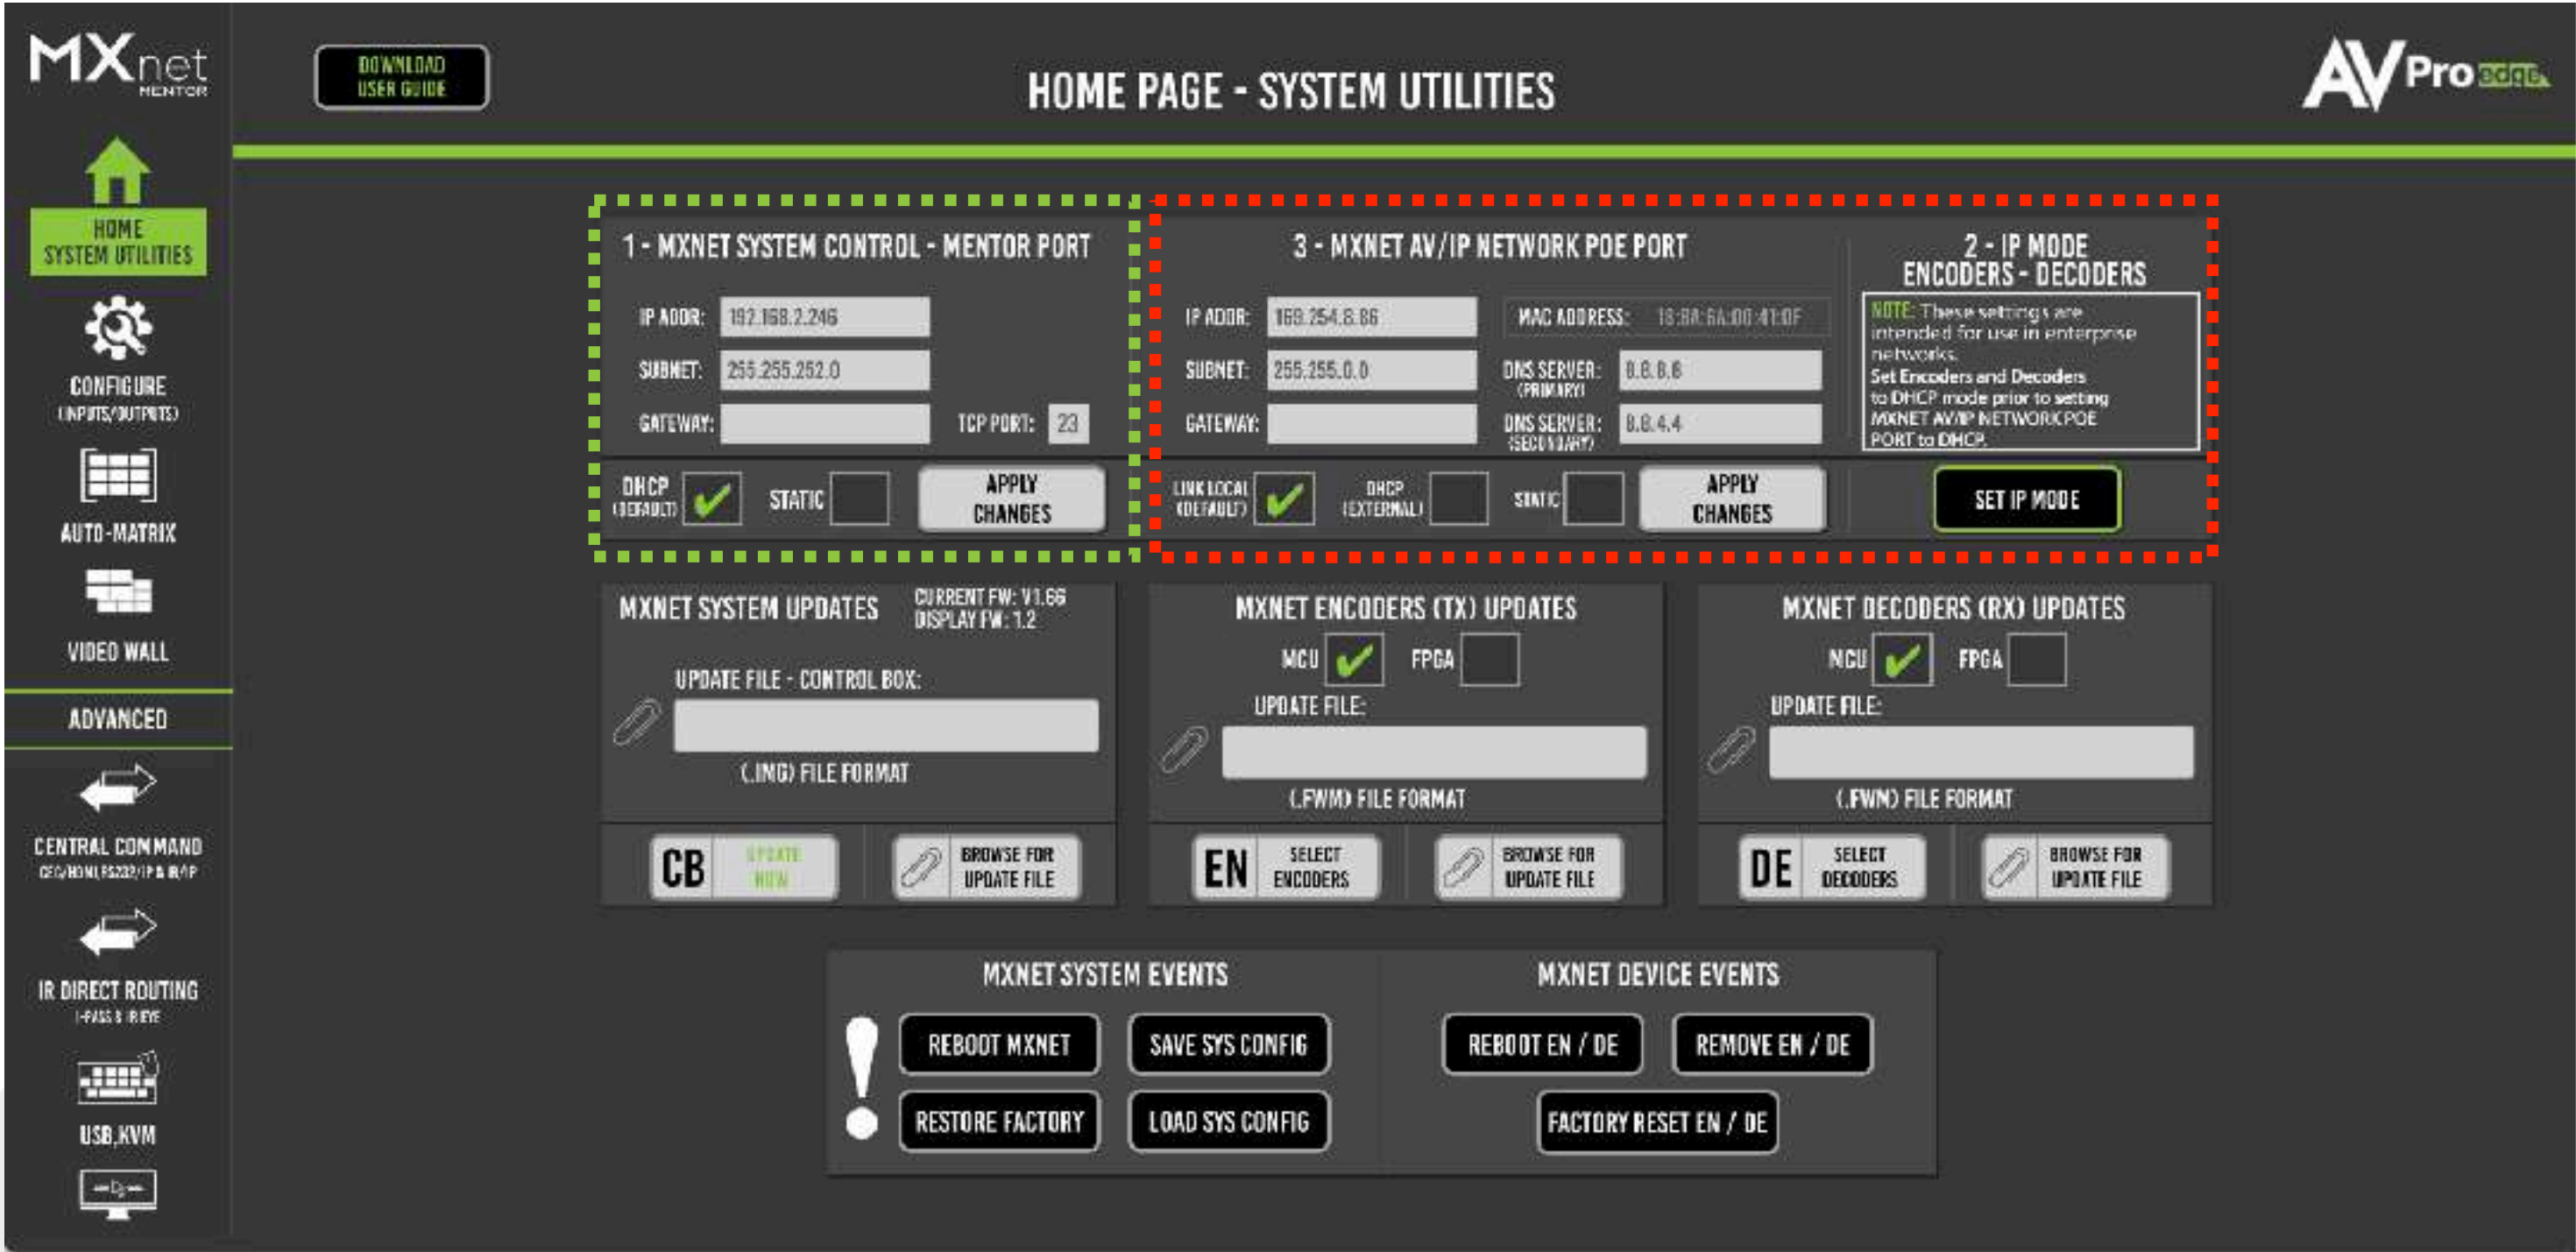 MXnet
MENTOR
DOWNLOAD
USER GUIDE
HOME PAGE - SYSTEM UTILITIES
AVPro edge
HOME
SYSTEM UTILITIES
CONFIGURE
(INPUTS/OUTPUTS)
AUTO-MATRIX
VIDEO WALL
ADVANCED
CENTRAL COMMAND
CEC/HDMI,RS232/IP & IR/IP
IR DIRECT ROUTING
I-PASS & IR EYE
USB,KVM
1 - MXNET SYSTEM CONTROL - MENTOR PORT
IP ADDR: 192.168.2.246
SUBNET: 255.255.252.0
GATEWAY: TCP PORT: 23
DHCP
(DEFAULT)
STATIC
APPLY
CHANGES
3 - MXNET AV/IP NETWORK POE PORT
IP ADDR: 169.254.8.86
MAC ADDRESS:
SUBNET: 255.255.0.0
DNS SERVER: 8.8.8.8
(PRIMARY)
GATEWAY:
DNS SERVER: 8.8.4.4
(SECONDARY)
LINK LOCAL
(DEFAULT)
DHCP
(EXTERNAL)
STATIC
APPLY
CHANGES
2 - IP MODE
ENCODERS - DECODERS
NOTE: These settings are
intended for use in enterprise
networks.
Set Encoders and Decoders
to DHCP mode prior to setting
MXNET AV/IP NETWORK POE
PORT to DHCP.
SET IP MODE
MXNET SYSTEM UPDATES
CURRENT FW: V1.66
DISPLAY FW: 1.2
UPDATE FILE - CONTROL BOX:
(.IMG) FILE FORMAT
CB
UPDATE
NOW
BROWSE FOR
UPDATE FILE
MXNET ENCODERS (TX) UPDATES
MCU FPGA
UPDATE FILE:
(.FWM) FILE FORMAT
EN
SELECT
ENCODERS
BROWSE FOR
UPDATE FILE
MXNET DECODERS (RX) UPDATES
MCU FPGA
UPDATE FILE:
(.FWM) FILE FORMAT
DE
SELECT
DECODERS
BROWSE FOR
UPDATE FILE
MXNET SYSTEM EVENTS
!
REBOOT MXNET
SAVE SYS CONFIG
RESTORE FACTORY
LOAD SYS CONFIG
MXNET DEVICE EVENTS
REBOOT EN / DE
REMOVE EN / DE
FACTORY RESET EN / DE